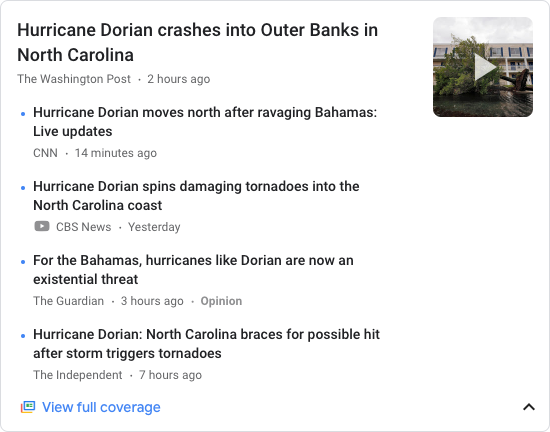 Hurricane Dorian crashes into Outer Banks in
North Carolina
The Washington Post · 2 hours ago
Hurricane Dorian moves north after ravaging Bahamas:
Live updates
CNN · 14 minutes ago
Hurricane Dorian spins damaging tornadoes into the
North Carolina coast
CBS News · Yesterday
For the Bahamas, hurricanes like Dorian are now an
existential threat
The Guardian · 3 hours ago · Opinion
Hurricane Dorian: North Carolina braces for possible hit
after storm triggers tornadoes
The Independent · 7 hours ago
View full coverage